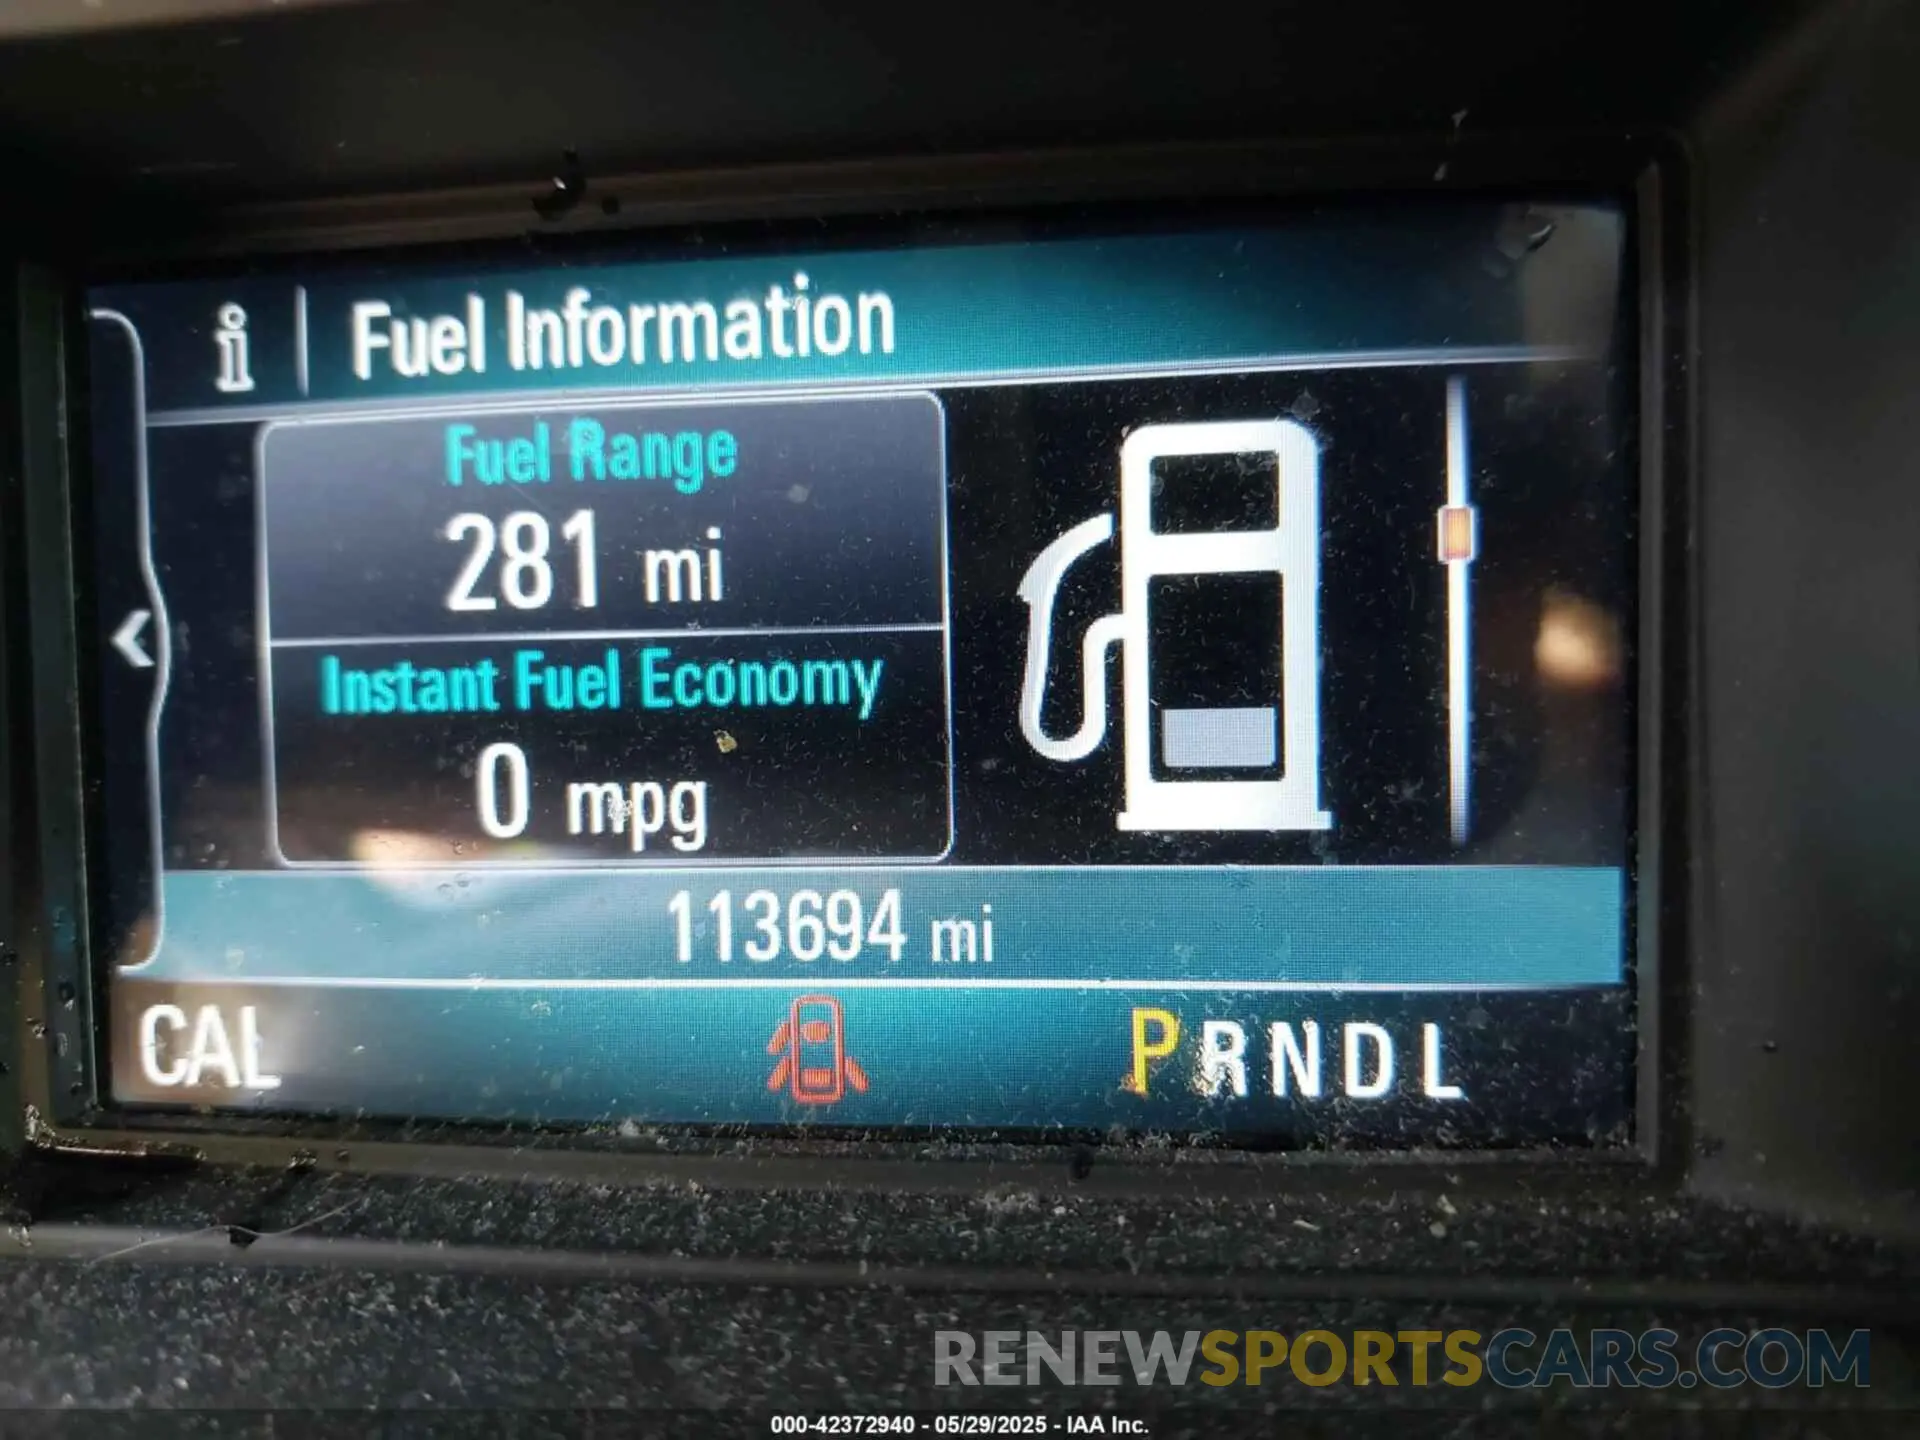 i | Fuel Information
Fuel Range
281 mi
Instant Fuel Economy
0 mpg
113694 mi
CAL
P R N D L
RENEWSPORTSCARS.COM
000-42372940 - 05/29/2025 - IAA Inc.